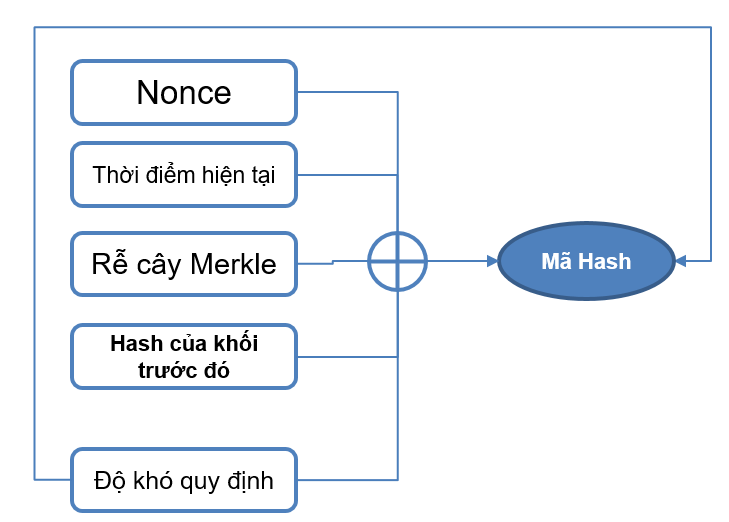 Nonce
Thời điểm hiện tại
Rễ cây Merkle
Hash của khối
trước đó
Độ khó quy định
Mã Hash